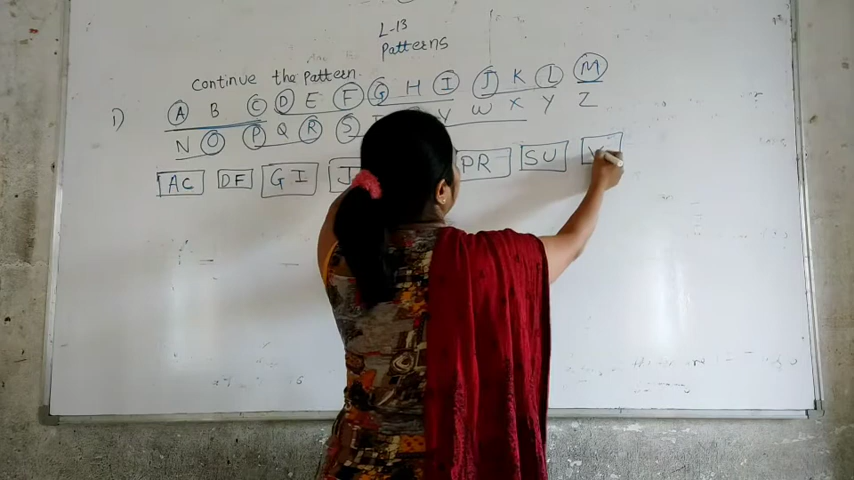 L-13
Patterns
Continue the pattern.
1) A B C D E F G H I J K L M
N O P Q R S V W X Y Z
AC DF GI J PR SU